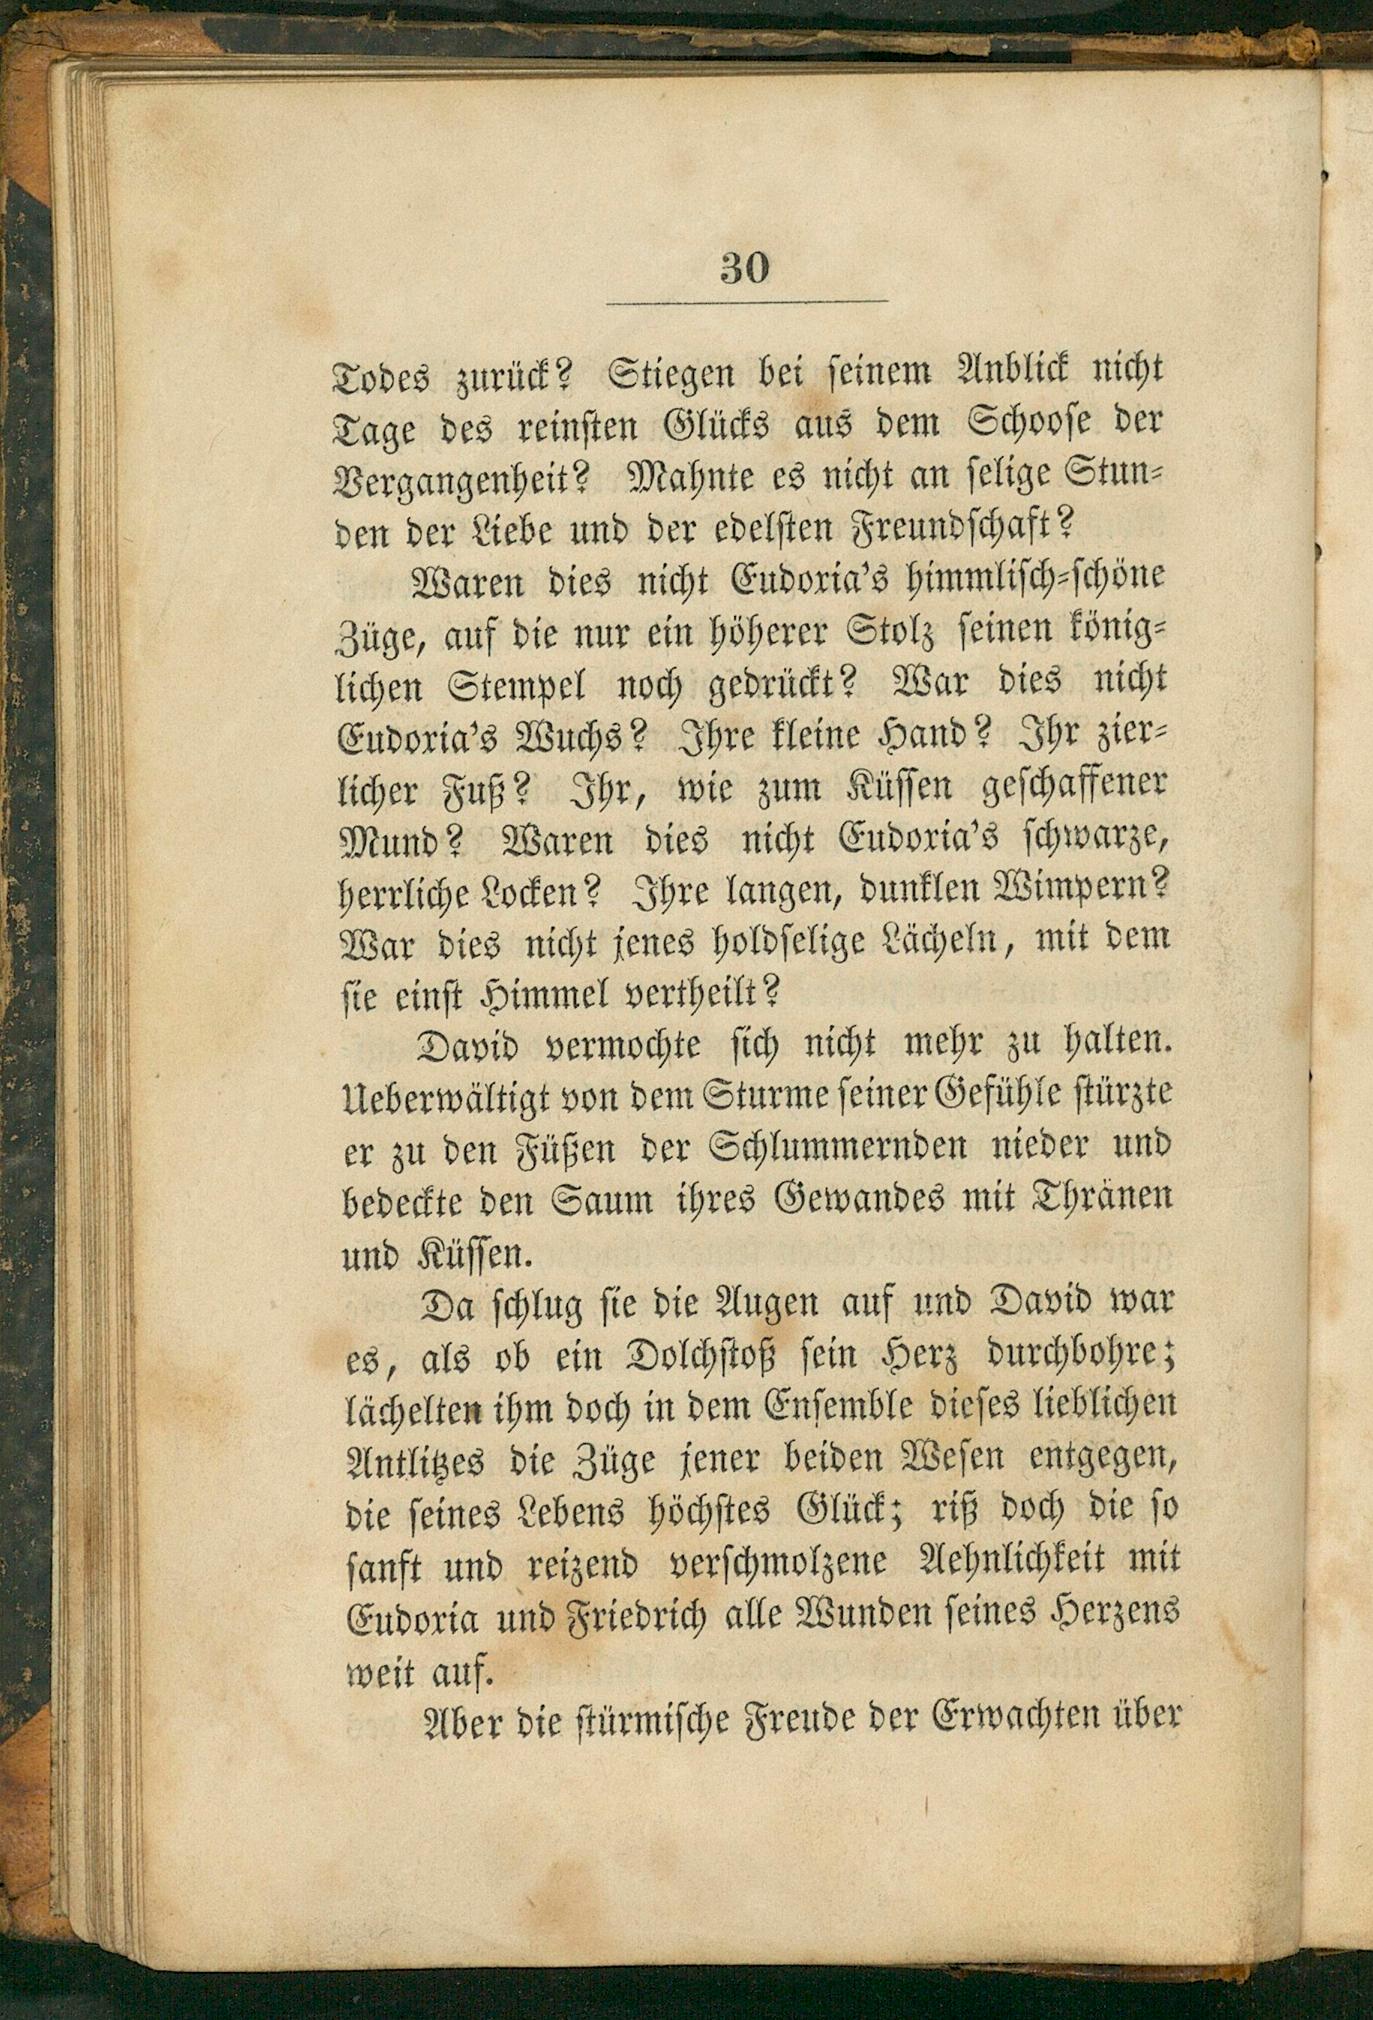 30
Todes zurück? Stiegen bei seinem Anblick nicht
Tage des reinsten Glücks aus dem Schoose der
Vergangenheit? Mahnte es nicht an selige Stun-
den der Liebe und der edelsten Freundschaft?
Waren dies nicht Eudoria's himmlisch-schöne
Züge, auf die nur ein höherer Stolz seinen könig-
lichen Stempel noch gedrückt? War dies nicht
Eudoria's Wuchs? Ihre kleine Hand? Ihr zier-
licher Fuß? Ihr, wie zum Küssen geschaffener
Mund? Waren dies nicht Eudoria's schwarze,
herrliche Locken? Ihre langen, dunklen Wimpern?
War dies nicht jenes holdselige Lächeln, mit dem
sie einst Himmel vertheilt?
David vermochte sich nicht mehr zu halten.
Ueberwältigt von dem Sturme seiner Gefühle stürzte
er zu den Füßen der Schlummernden nieder und
bedeckte den Saum ihres Gewandes mit Thränen
und Küssen.
Da schlug sie die Augen auf und David war
es, als ob ein Dolchstoß sein Herz durchbohre;
lächelten ihm doch in dem Ensemble dieses lieblichen
Antlitzes die Züge jener beiden Wesen entgegen,
die seines Lebens höchstes Glück; riß doch die so
sanft und reizend verschmolzene Aehnlichkeit mit
Eudoria und Friedrich alle Wunden seines Herzens
weit auf.
Aber die stürmische Freude der Erwachten über